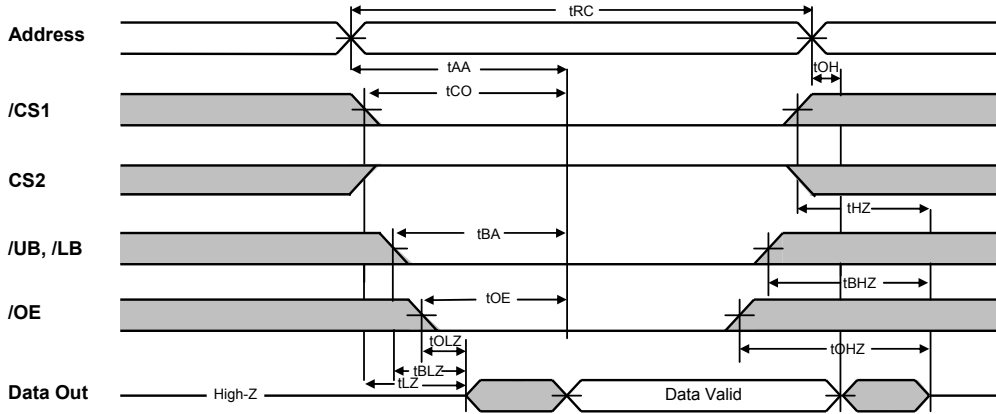 tRC
Address
tAA
tOH
tCO
/CS1
CS2
tHZ
tBA
/UB, /LB
tBHZ
tOE
/OE
tOLZ
tOHZ
tBLZ
tLZ
Data Out
High-Z
Data Valid